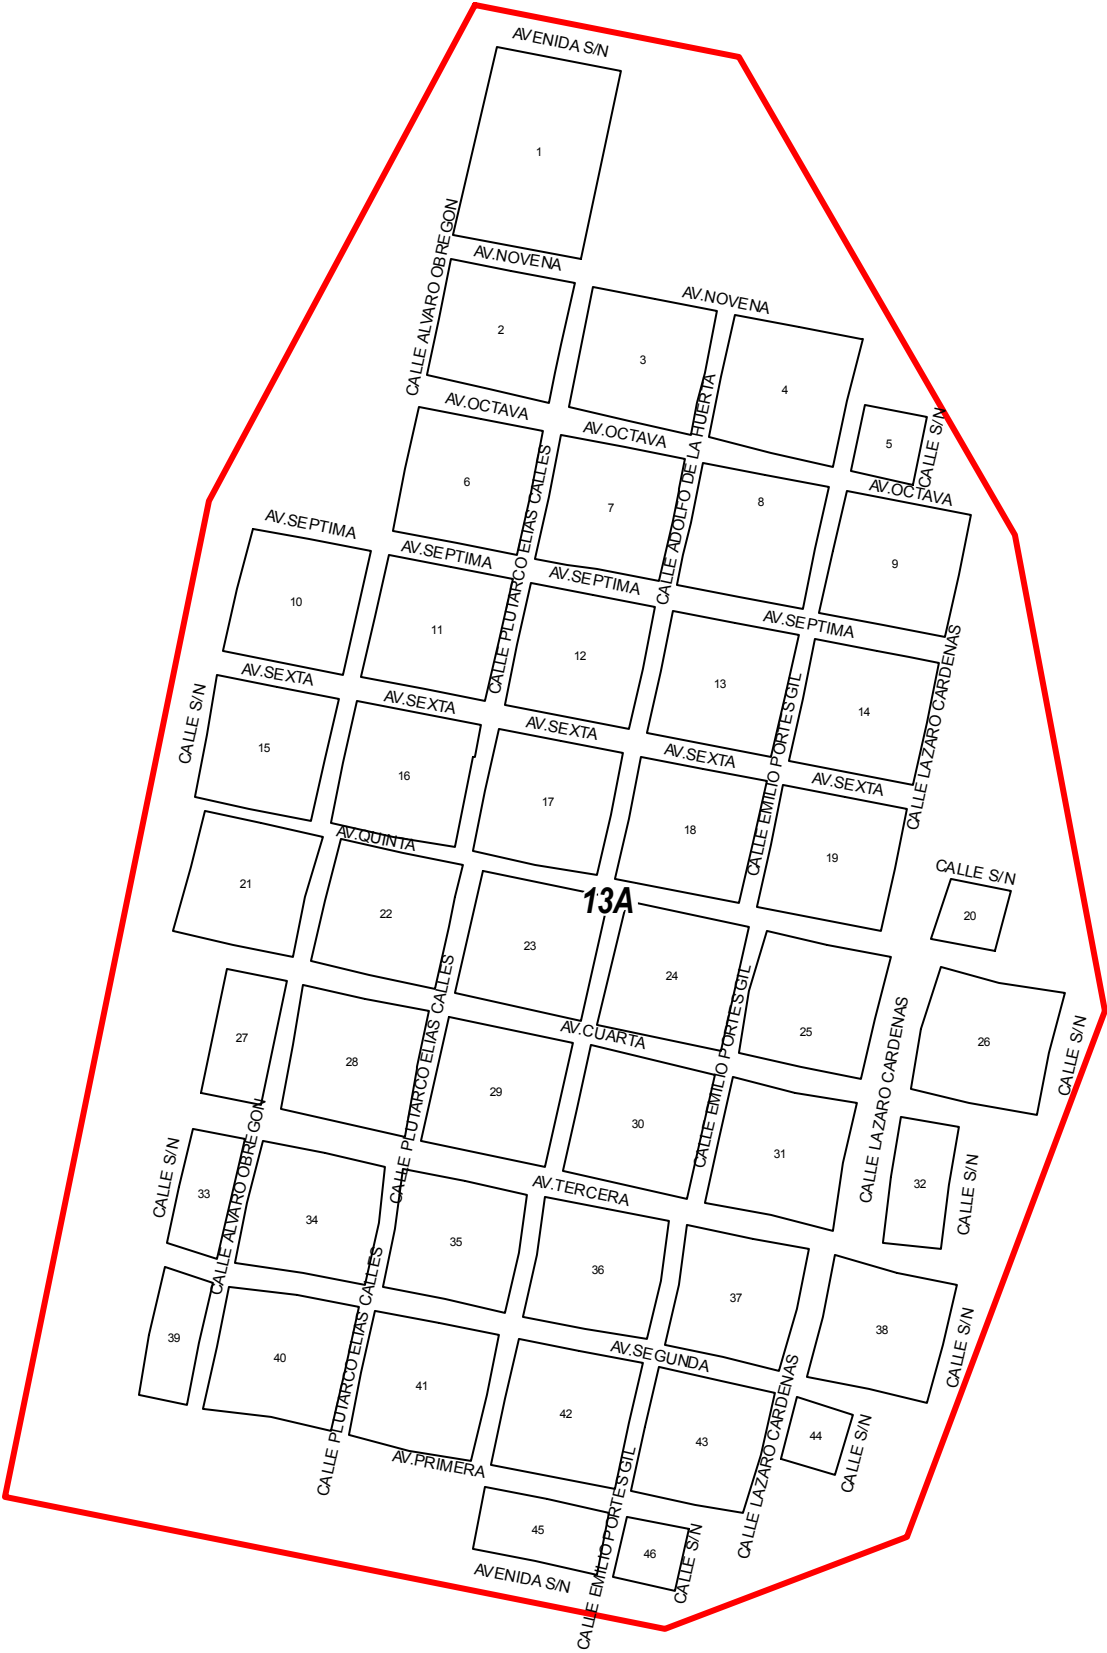 AVENIDA S/N
1
CALLE ALVARO OBREGON
AV.NOVENA
AV.NOVENA
2
3
4
CALLE ADOLFO DE LA HUERTA
AV.OCTAVA
AV.OCTAVA
5
CALLE S/N
AV.OCTAVA
6
7
8
9
CALLE PLUTARCO ELIAS CALLES
AV.SEPTIMA
AV.SEPTIMA
AV.SEPTIMA
AV.SEPTIMA
10
11
12
13
14
CALLE LAZARO CARDENAS
CALLE EMILIO PORTES GIL
AV.SEXTA
AV.SEXTA
AV.SEXTA
AV.SEXTA
AV.SEXTA
CALLE S/N
15
16
17
18
19
AV.QUINTA
CALLE S/N
20
21
22
13A
23
24
25
26
CALLE PLUTARCO ELIAS CALLES
CALLE EMILIO PORTES GIL
CALLE LAZARO CARDENAS
CALLE S/N
AV.CUARTA
27
28
29
30
31
32
CALLE S/N
CALLE S/N
CALLE ALVARO OBREGON
AV.TERCERA
33
34
35
36
37
38
CALLE S/N
CALLE PLUTARCO ELIAS CALLES
AV.SEGUNDA
39
40
41
42
43
44
CALLE S/N
CALLE LAZARO CARDENAS
AV.PRIMERA
CALLE EMILIO PORTES GIL
45
46
CALLE S/N
AVENIDA S/N